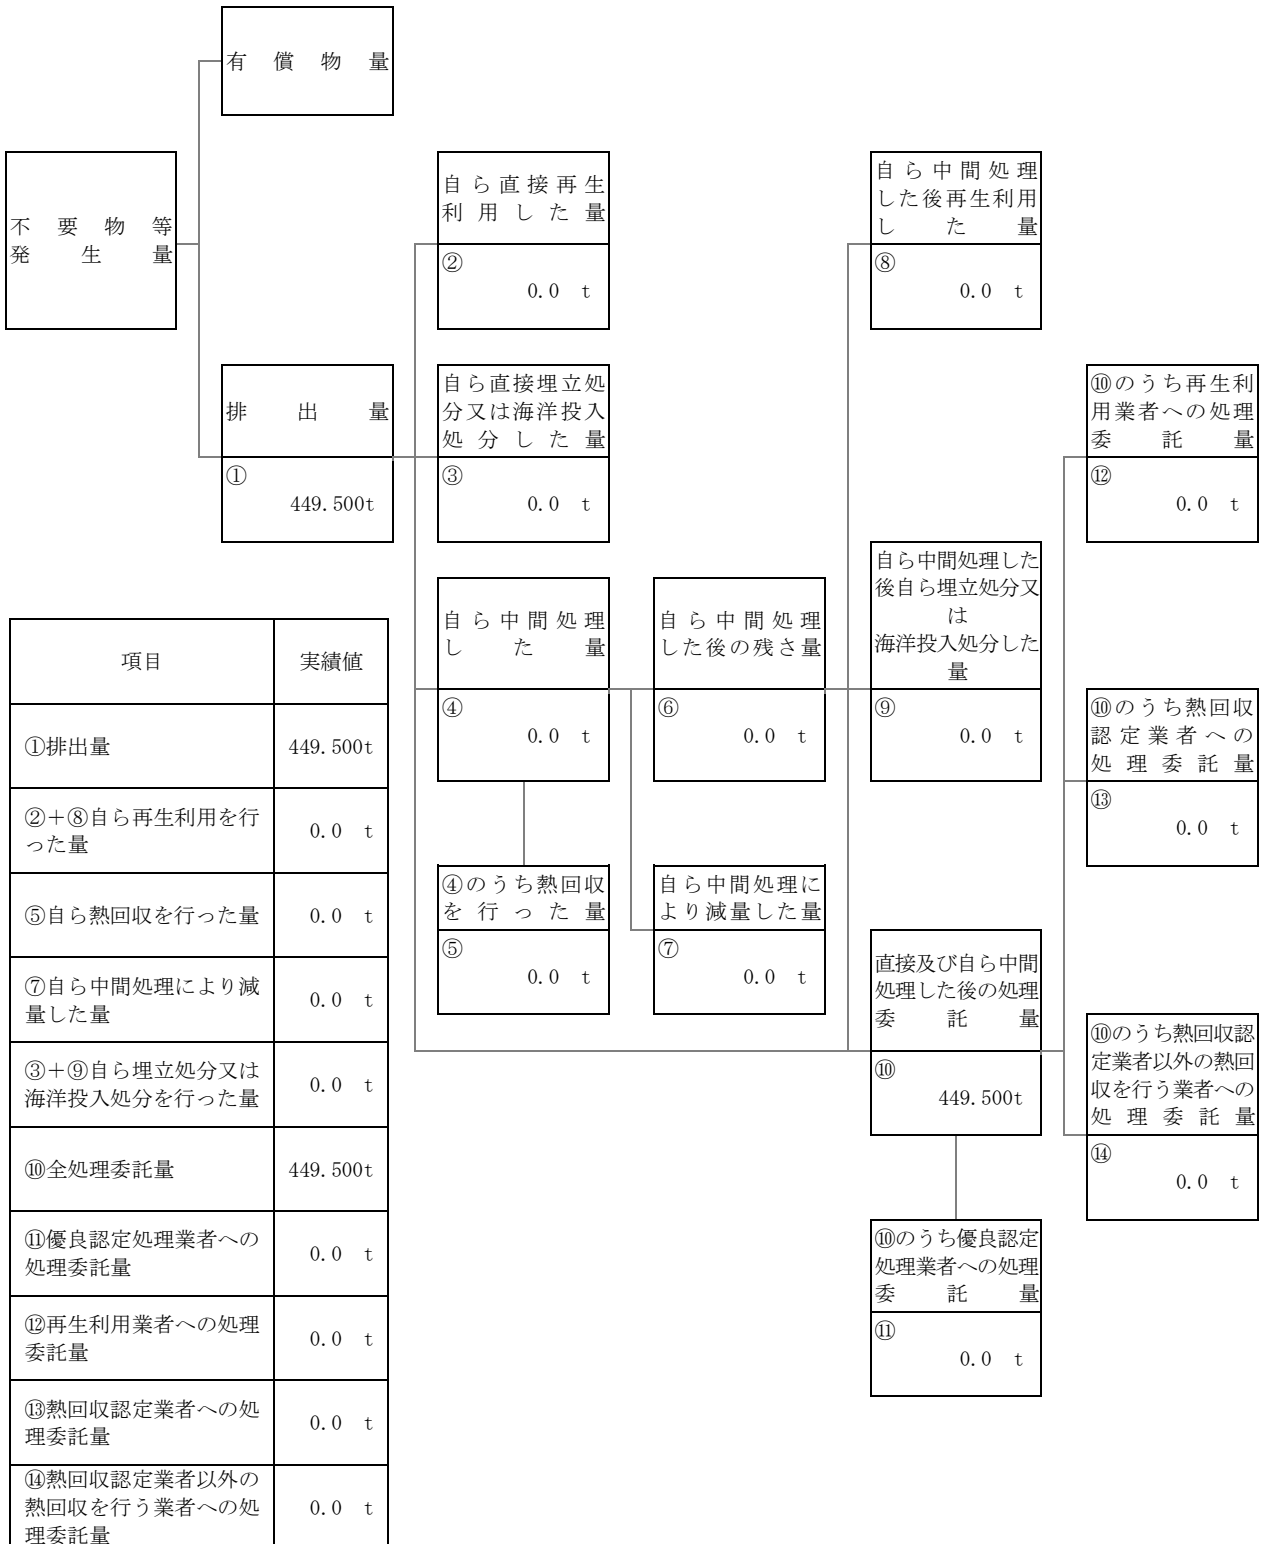 有償物量
不要物等
発生量
排出量
①
449.500t
自ら直接再生
利用した量
②
0.0 t
自ら直接埋立処
分又は海洋投入
処分した量
③
0.0 t
自ら中間処理
した量
④
0.0 t
④のうち熱回収
を行った量
⑤
0.0 t
自ら中間処理
した後の残さ量
⑥
0.0 t
自ら中間処理に
より減量した量
⑦
0.0 t
自ら中間処理
した後再生利用
した量
⑧
0.0 t
自ら中間処理した
後自ら埋立処分又
は
海洋投入処分した
量
⑨
0.0 t
直接及び自ら中間
処理した後の処理
委託量
⑩
449.500t
⑩のうち優良認定
処理業者への処理
委託量
⑪
0.0 t
⑩のうち再生利
用業者への処理
委託量
⑫
0.0 t
⑩のうち熱回収
認定業者への
処理委託量
⑬
0.0 t
⑩のうち熱回収認
定業者以外の熱回
収を行う業者への
処理委託量
⑭
0.0 t
項目 実績値
①排出量 449.500t
②+⑧自ら再生利用を行
った量
0.0 t
⑤自ら熱回収を行った量 0.0 t
⑦自ら中間処理により減
量した量
0.0 t
③+⑨自ら埋立処分又は
海洋投入処分を行った量
0.0 t
⑩全処理委託量 449.500t
⑪優良認定処理業者への
処理委託量
0.0 t
⑫再生利用業者への処理
委託量
0.0 t
⑬熱回収認定業者への処
理委託量
0.0 t
⑭熱回収認定業者以外の
熱回収を行う業者への処
理委託量
0.0 t